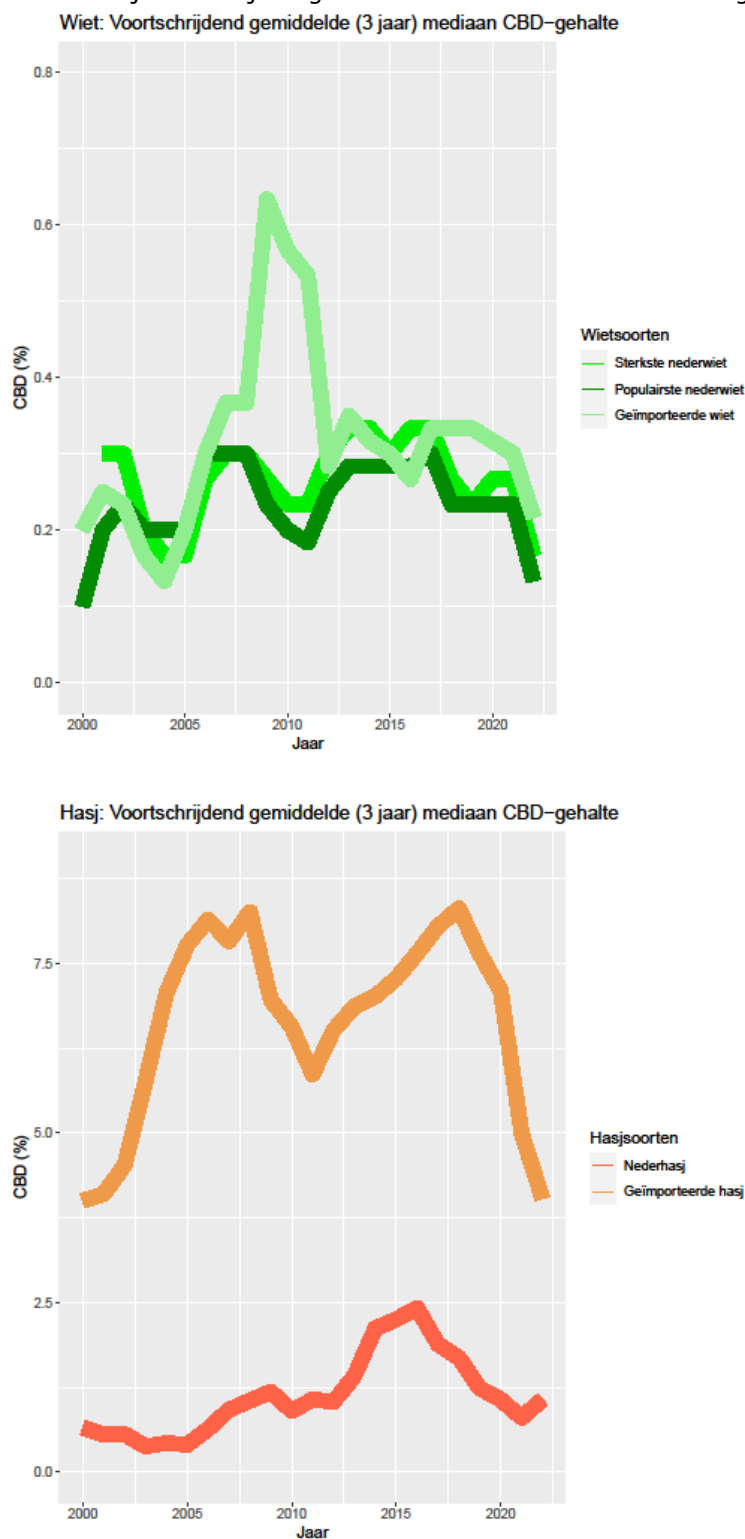 Wiet: Voortschrijdend gemiddelde (3 jaar) mediaan CBD−gehalte
0.8
0.6
0.4
0.2
0.0
CBD (%)
2000 2005 2010 2015 2020
Jaar
Wietsoorten
Sterkste nederwiet
Populairste nederwiet
Geïmporteerde wiet
Hasj: Voortschrijdend gemiddelde (3 jaar) mediaan CBD−gehalte
7.5
5.0
2.5
0.0
CBD (%)
2000 2005 2010 2015 2020
Jaar
Hasjsoorten
Nederhasj
Geïmporteerde hasj